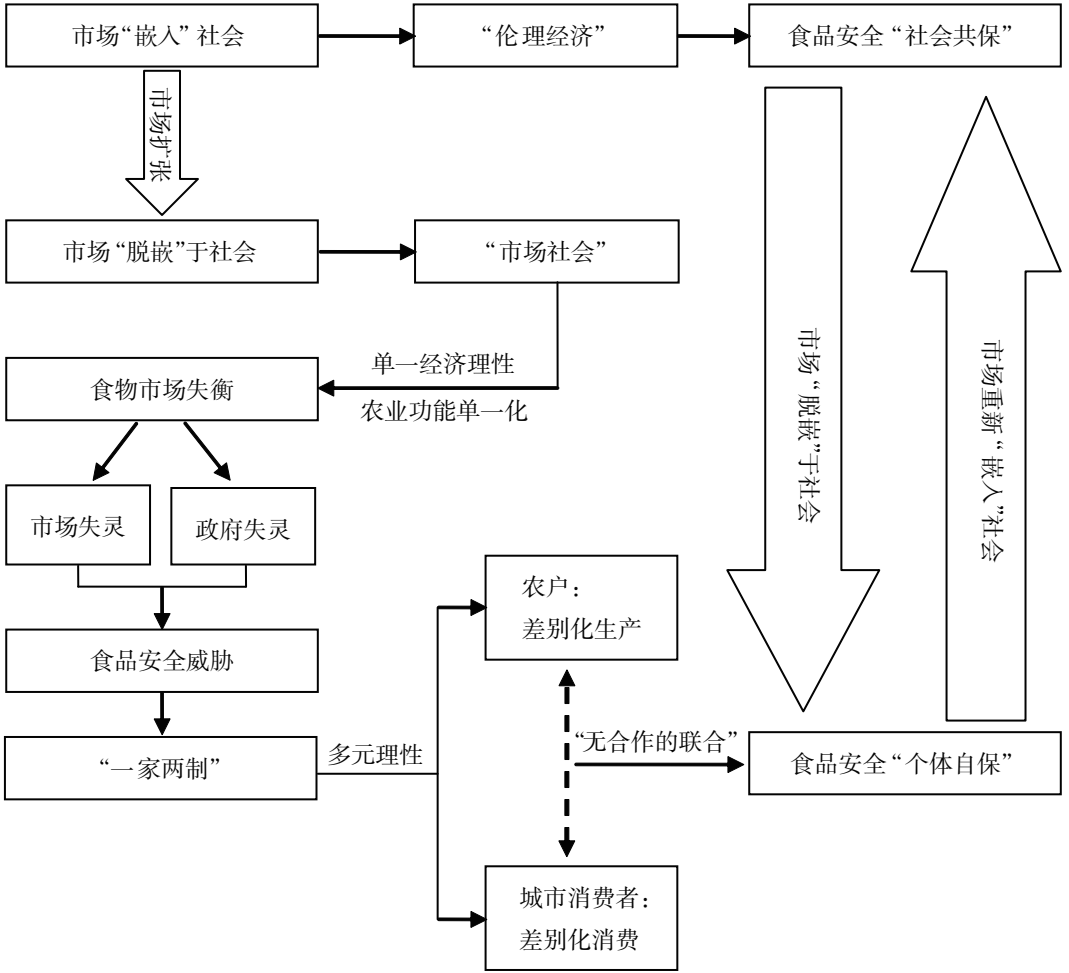 市场“嵌入”社会
“伦理经济”
食品安全“社会共保”
市场扩张
市场“脱嵌”于社会
“市场社会”
单一经济理性
农业功能单一化
食物市场失衡
市场失灵
政府失灵
食品安全威胁
“一家两制”
多元理性
农户：
差别化生产
“无合作的联合”
城市消费者：
差别化消费
食品安全“个体自保”
市场“脱嵌”于社会
市场重新“嵌入”社会